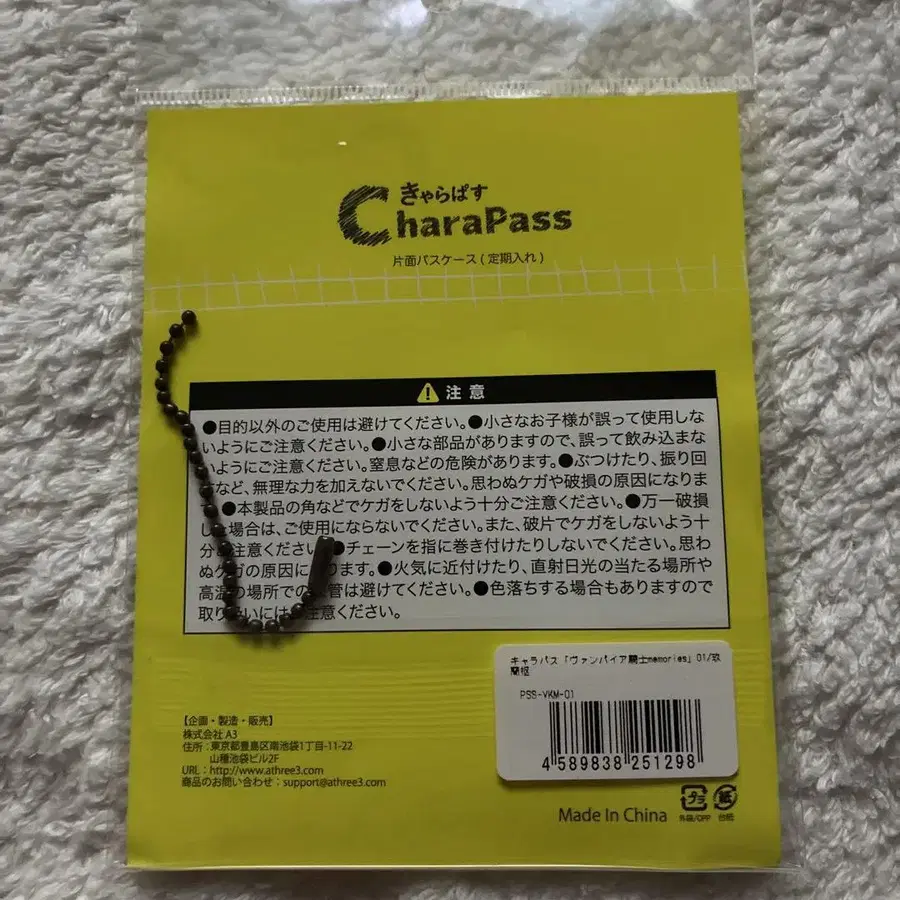 きゃらぱす
CharaPass
片面パスケース ( 定期入れ )
注 意
●目的以外のご使用は避けてください。●小さなお子様が誤って使用しな
いようにご注意ください。●小さな部品がありますので、誤って飲み込まな
いようにご注意ください。窒息などの危険があります。●ぶつけたり、振り回
すなど、無理な力を加えないでください。思わぬケガや破損の原因になりま
●本製品の角などでケガをしないよう十分ご注意ください。●万一破損
した場合は、ご使用にならないでください。また、破片でケガをしないよう十
分ご注意ください ●チェーンを指に巻き付けたりしないでください。思わ
ぬケガの原因に ります。●火気に近付けたり、直射日光の当たる場所や
高温の場所での 管は避けてください。●色落ちする場合もありますので
取り扱いには 注意ください。
キャラパス「ヴァンパイア騎士memories」01/玖
蘭枢
PSS-VKM-01
4 589838 251298
【企画・製造・販売】
株式会社 A3
住所：東京都豊島区南池袋1丁目-11-22
山種池袋ビル2F
URL：http://www.athree3.com
商品のお問い合わせ：support@athree3.com
プラ 紙
外袋/OPP 台紙
Made In China